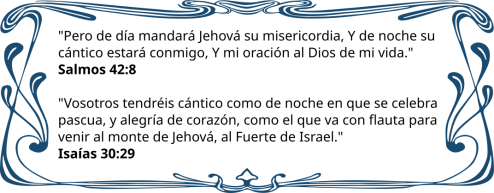 "Pero de día mandará Jehová su misericordia, Y de noche su
cántico estará conmigo, Y mi oración al Dios de mi vida."
Salmos 42:8
"Vosotros tendréis cántico como de noche en que se celebra
pascua, y alegría de corazón, como el que va con flauta para
venir al monte de Jehová, al Fuerte de Israel."
Isaías 30:29